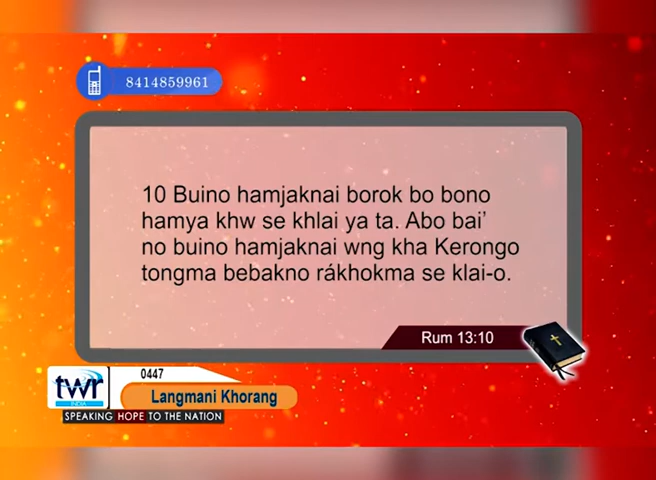 8414859961
10 Buino hamjaknai borok bo bono
hamya khw se khlai ya ta. Abo bai’
no buino hamjaknai wng kha Kerongo
tongma bebakno rákhokma se klai-o.
Rum 13:10
0447
twr
INDIA
Langmani Khorang
SPEAKING HOPE TO THE NATION